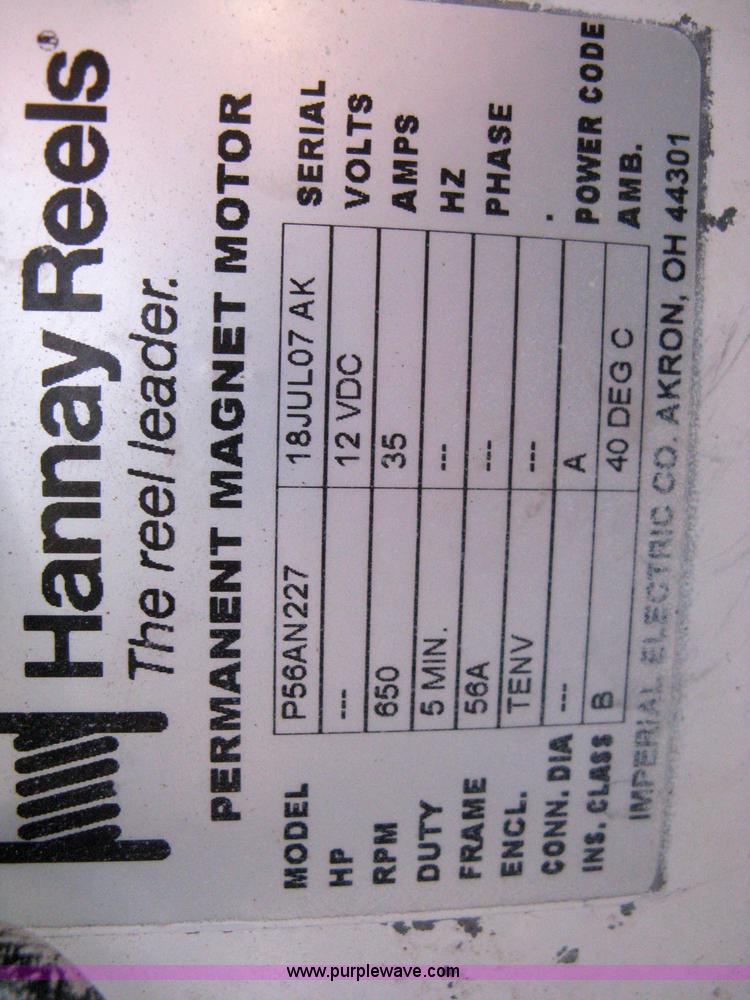 Hannay Reels®
The reel leader.
PERMANENT MAGNET MOTOR
MODEL P56AN227 18JUL07 AK SERIAL
HP --- 12 VDC VOLTS
RPM 650 35 AMPS
DUTY 5 MIN. --- HZ
FRAME 56A --- PHASE
ENCL. TENV --- .
CONN. DIA --- A POWER CODE
INS. CLASS B 40 DEG C AMB.
IMPERIAL ELECTRIC CO. AKRON, OH 44301
www.purplewave.com